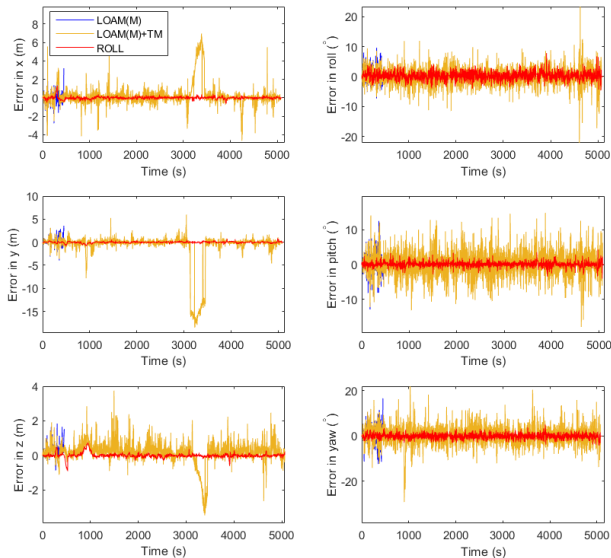 LOAM(M)
LOAM(M)+TM
ROLL
Error in x (m)
8
6
4
2
0
-2
-4
0 1000 2000 3000 4000 5000
Time (s)
Error in roll (°)
20
10
0
-10
-20
1000 2000 3000 4000 5000
Time (s)
Error in y (m)
10
5
0
-5
-10
-15
0 1000 2000 3000 4000 5000
Time (s)
Error in pitch (°)
10
0
-10
0 1000 2000 3000 4000 5000
Time (s)
Error in z (m)
4
2
0
-2
0 1000 2000 3000 4000 5000
Time (s)
Error in yaw (°)
20
0
-20
0 1000 2000 3000 4000 5000
Time (s)